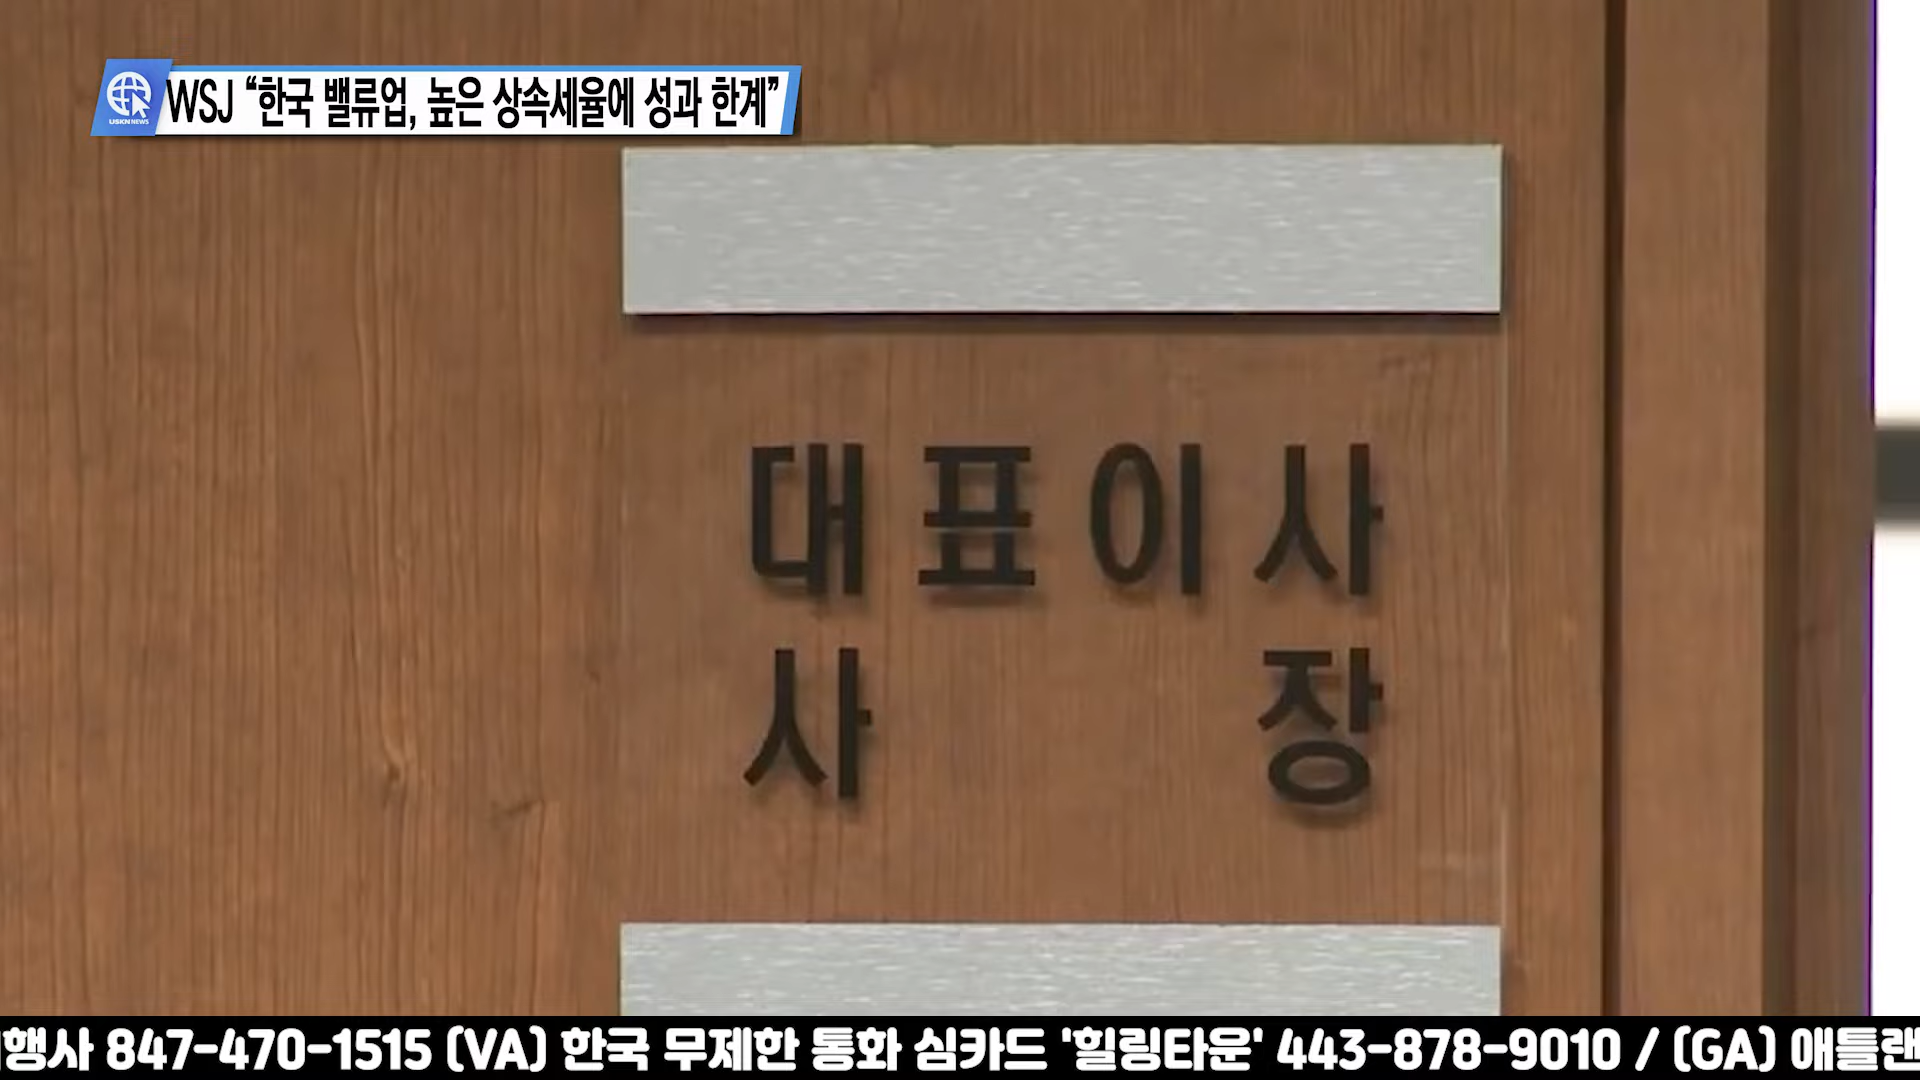 USKN NEWS
WSJ “한국 밸류업, 높은 상속세율에 성과 한계”
대표이사
사 장
행사 847-470-1515 (VA) 한국 무제한 통화 심카드 '힐링타운' 443-878-9010 / (GA) 애틀랜